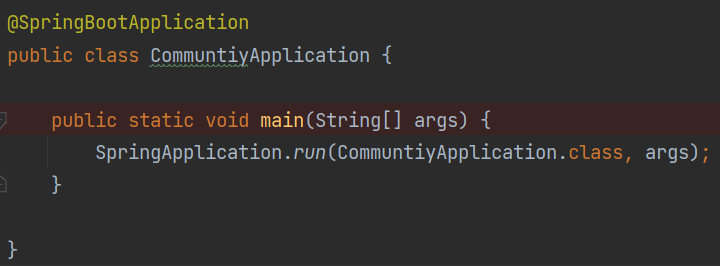 @SpringBootApplication
public class CommuntiyApplication {
public static void main(String[] args) {
SpringApplication.run(CommuntiyApplication.class, args);
}
}